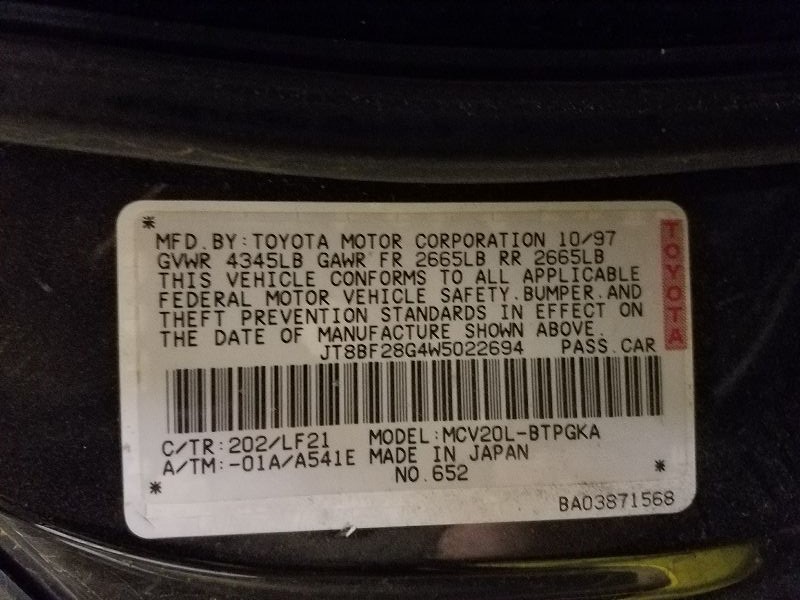 MFD.BY:TOYOTA MOTOR CORPORATION 10/97
GVWR 4345LB GAWR FR 2665LB RR 2665LB
THIS VEHICLE CONFORMS TO ALL APPLICABLE
FEDERAL MOTOR VEHICLE SAFETY.BUMPER.AND
THEFT PREVENTION STANDARDS IN EFFECT ON
THE DATE OF MANUFACTURE SHOWN ABOVE.
JT8BF28G4W5022694 PASS.CAR
TOYOTA
C/TR:202/LF21 MODEL:MCV20L-BTPGKA
A/TM:-01A/A541E MADE IN JAPAN
NO.652
BA03871568